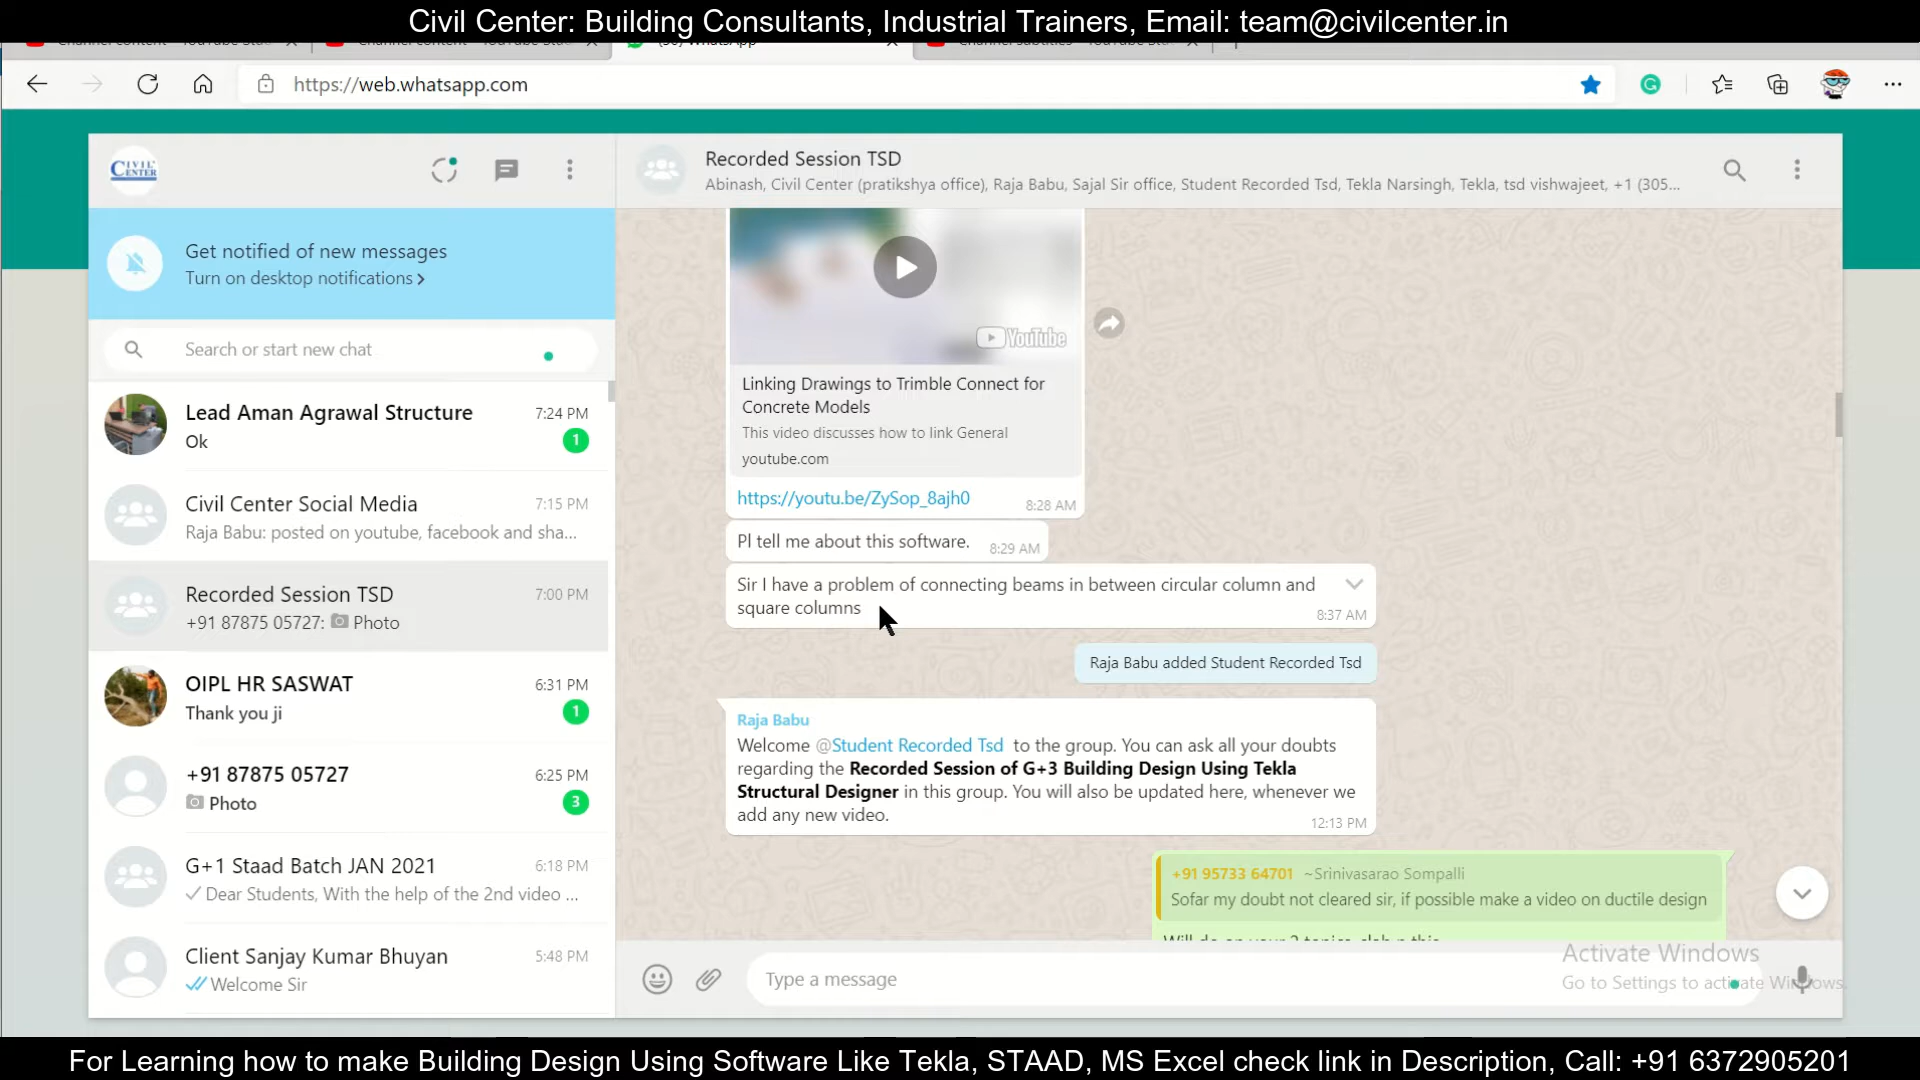 Civil Center: Building Consultants, Industrial Trainers, Email: team@civilcenter.in
https://web.whatsapp.com
CIVIL CENTER
Get notified of new messages
Turn on desktop notifications >
Search or start new chat
Lead Aman Agrawal Structure 7:24 PM
Ok 1
Civil Center Social Media 7:15 PM
Raja Babu: posted on youtube, facebook and sha...
Recorded Session TSD 7:00 PM
+91 87875 05727: Photo
OIPL HR SASWAT 6:31 PM
Thank you ji 1
+91 87875 05727 6:25 PM
Photo 3
G+1 Staad Batch JAN 2021 6:18 PM
Dear Students, With the help of the 2nd video ...
Client Sanjay Kumar Bhuyan 5:48 PM
Welcome Sir
Recorded Session TSD
Abinash, Civil Center (pratikshya office), Raja Babu, Sajal Sir office, Student Recorded Tsd, Tekla Narsingh, Tekla, tsd vishwajeet, +1 (305...
YouTube
Linking Drawings to Trimble Connect for
Concrete Models
This video discusses how to link General
youtube.com
https://youtu.be/ZySop_8ajh0 8:28 AM
Pl tell me about this software. 8:29 AM
Sir I have a problem of connecting beams in between circular column and
square columns 8:37 AM
Raja Babu added Student Recorded Tsd
Raja Babu
Welcome @Student Recorded Tsd to the group. You can ask all your doubts
regarding the Recorded Session of G+3 Building Design Using Tekla
Structural Designer in this group. You will also be updated here, whenever we
add any new video. 12:13 PM
+91 95733 64701 ~Srinivasarao Sompalli
Sofar my doubt not cleared sir, if possible make a video on ductile design
Type a message
Activate Windows
Go to Settings to activate Windows.
For Learning how to make Building Design Using Software Like Tekla, STAAD, MS Excel check link in Description, Call: +91 6372905201